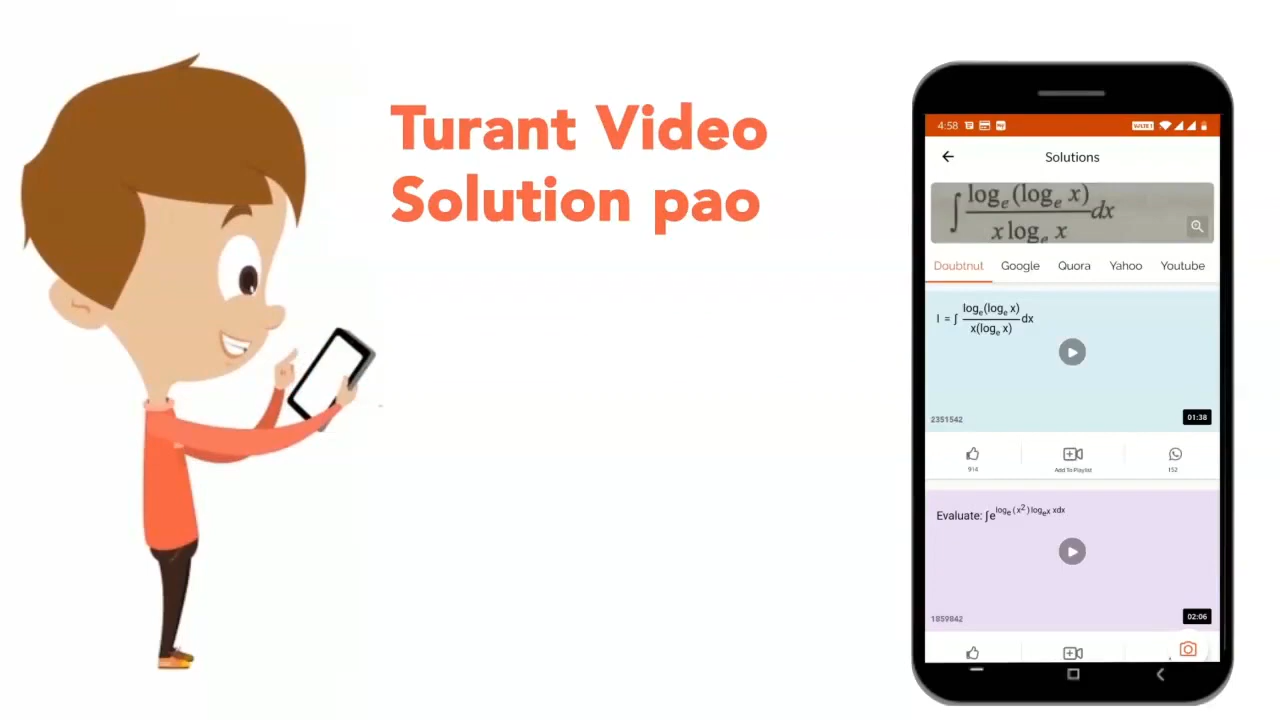 Turant Video
Solution pao
4:58
Solutions
∫ logₑ(logₑ x) / x logₑ x dx
Doubtnut Google Quora Yahoo Youtube
I = ∫ logₑ(logₑ x) / x(logₑ x) dx
2351542 01:38
914 Add To Playlist 152
Evaluate: ∫e^logₑ(x²)logₑx xdx
1859842 02:06